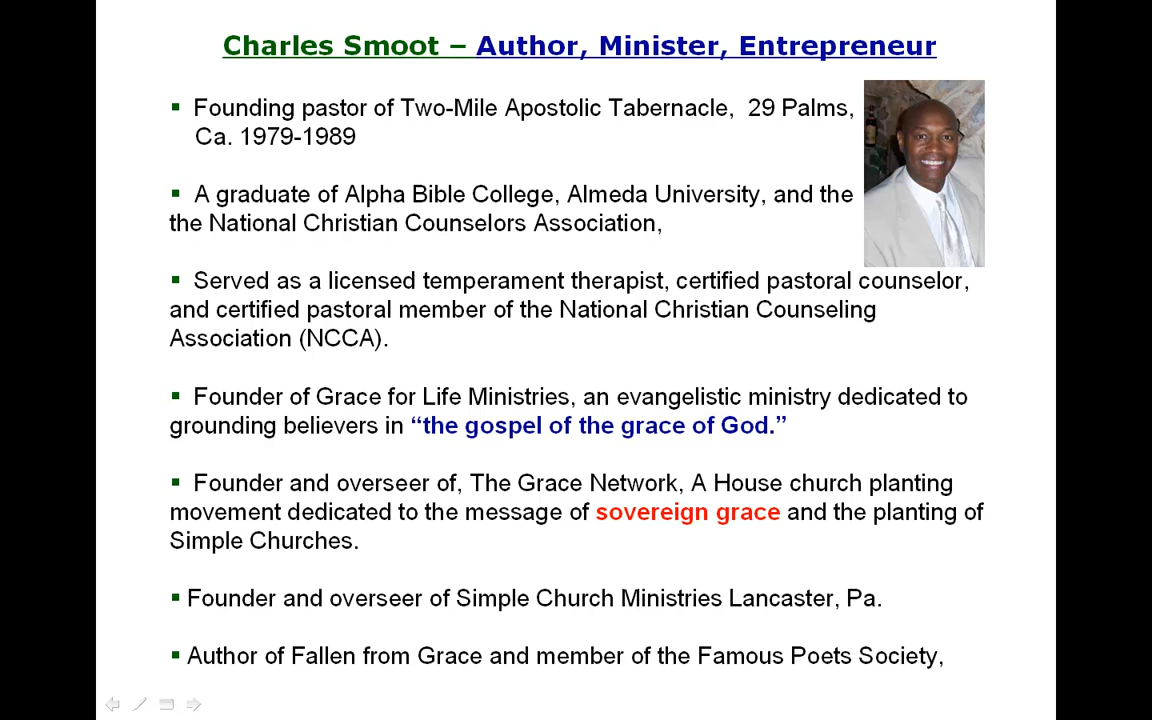 Charles Smoot – Author, Minister, Entrepreneur
▪ Founding pastor of Two-Mile Apostolic Tabernacle, 29 Palms,
Ca. 1979-1989
▪ A graduate of Alpha Bible College, Almeda University, and the
the National Christian Counselors Association,
▪ Served as a licensed temperament therapist, certified pastoral counselor,
and certified pastoral member of the National Christian Counseling
Association (NCCA).
▪ Founder of Grace for Life Ministries, an evangelistic ministry dedicated to
grounding believers in “the gospel of the grace of God.”
▪ Founder and overseer of, The Grace Network, A House church planting
movement dedicated to the message of sovereign grace and the planting of
Simple Churches.
▪ Founder and overseer of Simple Church Ministries Lancaster, Pa.
▪ Author of Fallen from Grace and member of the Famous Poets Society,